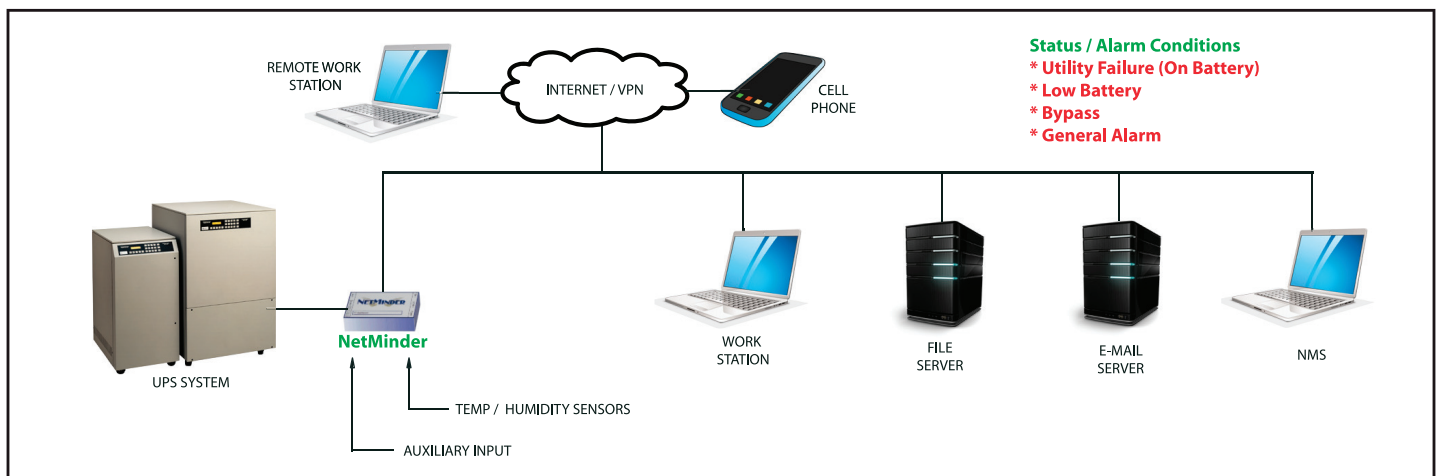 REMOTE WORK
STATION
INTERNET / VPN
CELL
PHONE
Status / Alarm Conditions
* Utility Failure (On Battery)
* Low Battery
* Bypass
* General Alarm
NETMINDER
NetMinder
UPS SYSTEM
WORK
STATION
FILE
SERVER
E-MAIL
SERVER
NMS
TEMP / HUMIDITY SENSORS
AUXILIARY INPUT